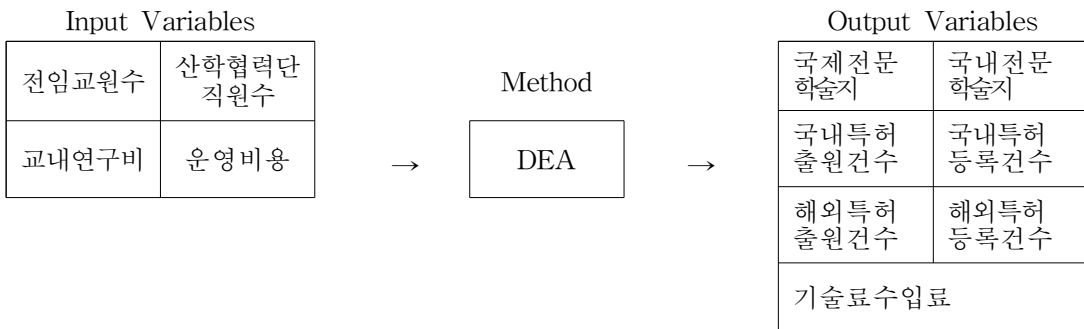 Input Variables
전임교원수
산학협력단
직원수
교내연구비
운영비용
→
Method
DEA
→
Output Variables
국제전문
학술지
국내전문
학술지
국내특허
출원건수
국내특허
등록건수
해외특허
출원건수
해외특허
등록건수
기술료수입료